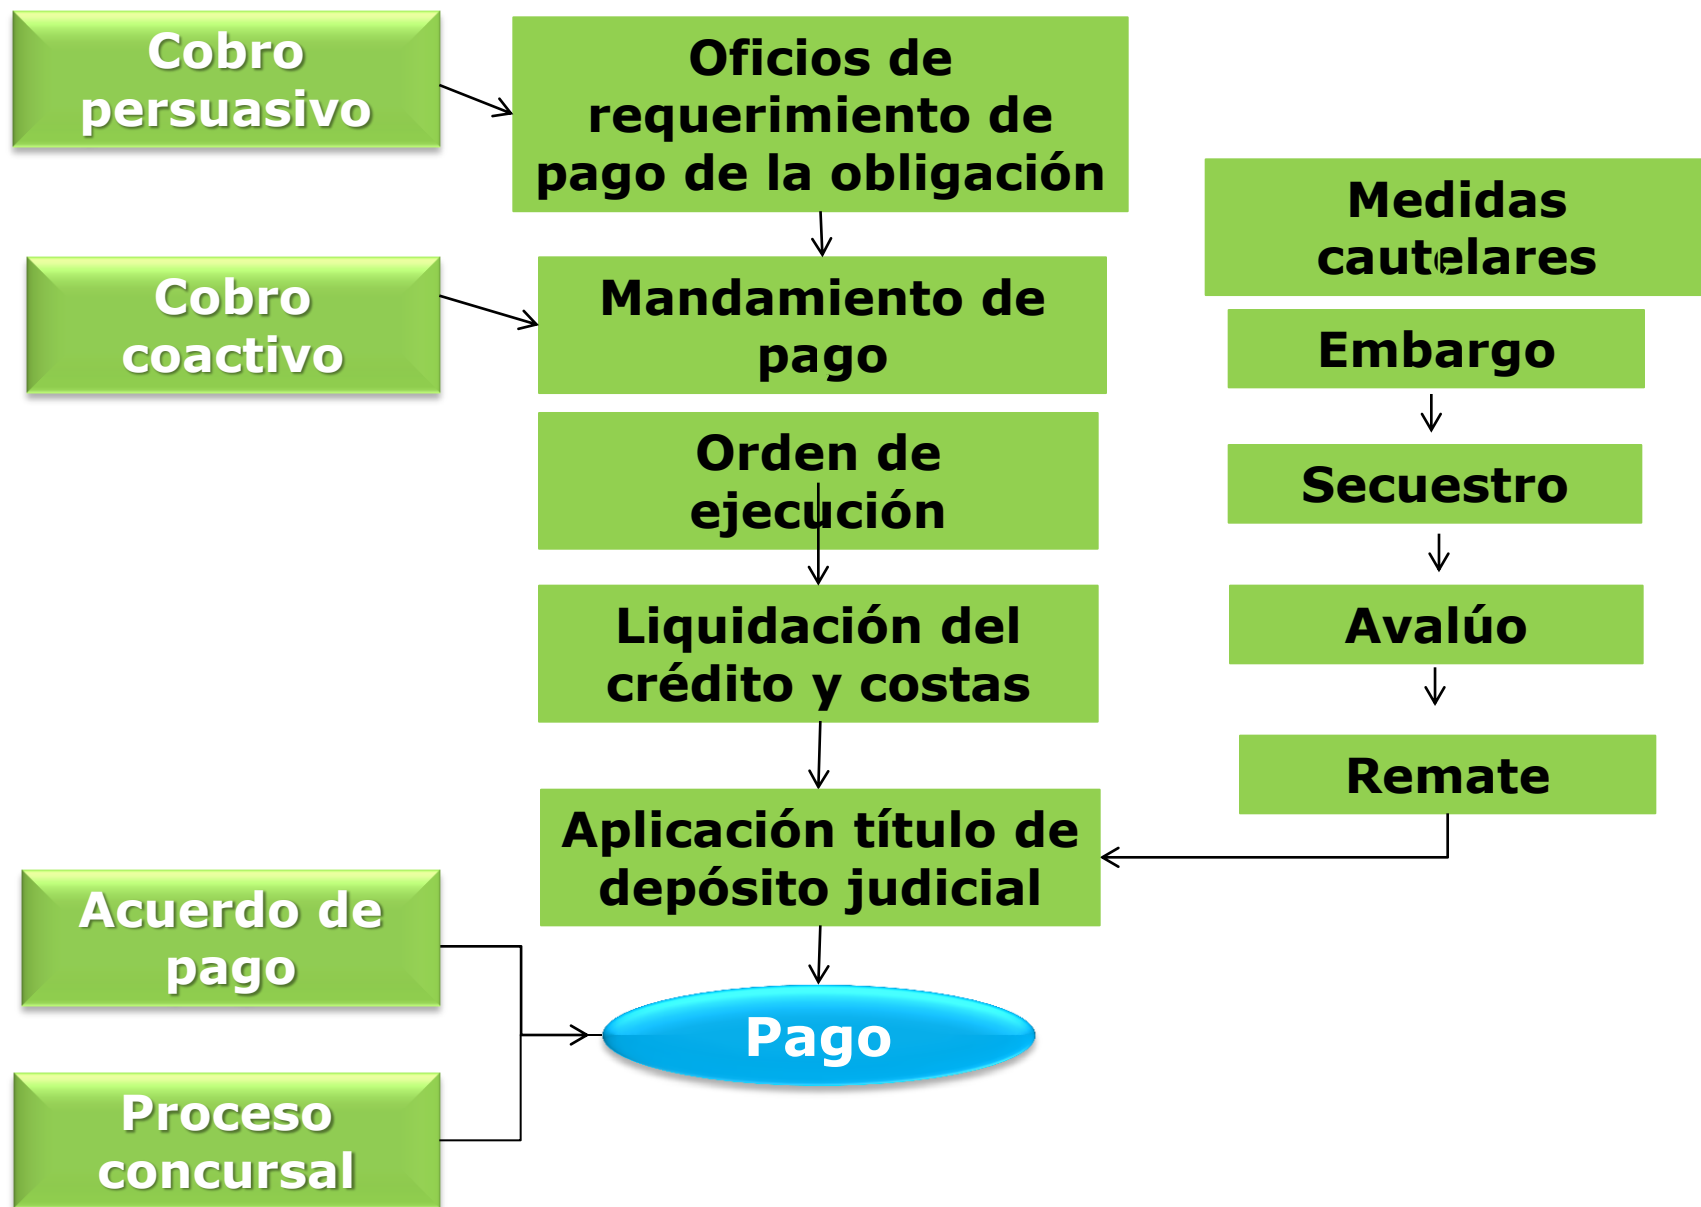 Cobro
persuasivo
Oficios de
requerimiento de
pago de la obligación
Cobro
coactivo
Mandamiento de
pago
Orden de
ejecución
Liquidación del
crédito y costas
Aplicación título de
depósito judicial
Medidas
cautelares
Embargo
Secuestro
Avalúo
Remate
Acuerdo de
pago
Pago
Proceso
concursal